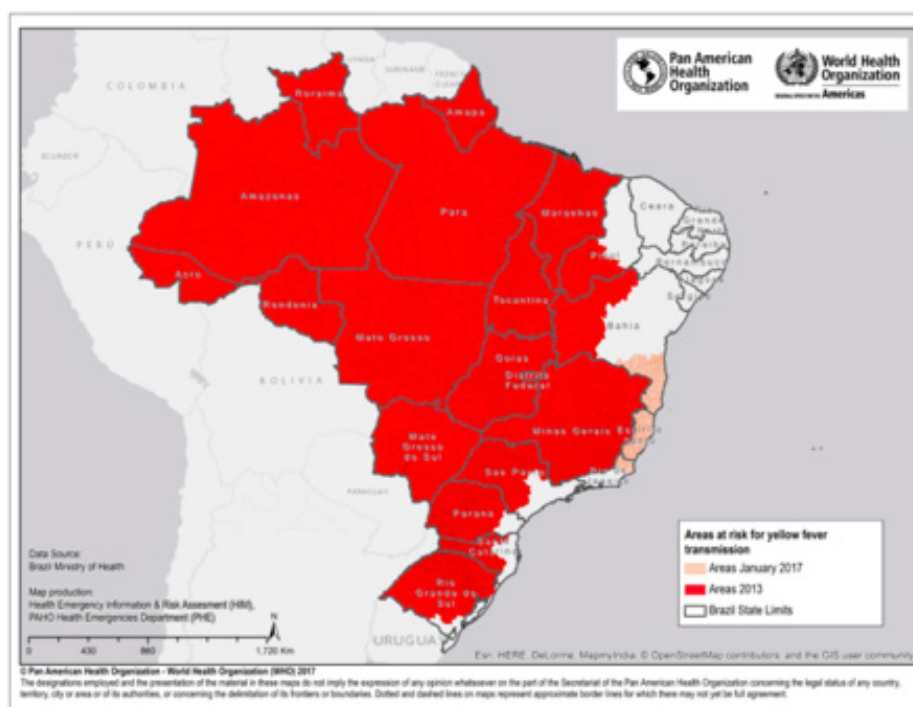 Pan American
Health
Organization
World Health
Organization
Americas
COLOMBIA
ECUADOR
PERÚ
BOLIVIA
PARAGUAY
URUGUAY
SURINAME
Roraima
Amapa
Amazonas
Para
Maranhao
Ceara
Piaui
Acre
Rondonia
Tocantins
Mato Grosso
Bahia
Goias
Distrito
Federal
Minas Gerais
Mato
Grosso
do Sul
Sao Paulo
Parana
Rio
Grande do
Sul
Areas at risk for yellow fever
transmission
Areas January 2017
Areas 2013
Brazil State Limits
Data Source:
Brazil Ministry of Health
Map production:
Health Emergency Information & Risk Assesment (HIM),
PAHO Health Emergencies Department (PHE)
N
0 430 860 1,720 Km
Esri, HERE, DeLorme, MapmyIndia, © OpenStreetMap contributors, and the GIS user community
© Pan American Health Organization - World Health Organization (WHO) 2017
The designations employed and the presentation of the material in these maps do not imply the expression of any opinion whatsoever on the part of the Secretariat of the Pan American Health Organization concerning the legal status of any country,
territory, city or area or of its authorities, or concerning the delimitation of its frontiers or boundaries. Dotted and dashed lines on maps represent approximate border lines for which there may not yet be full agreement.